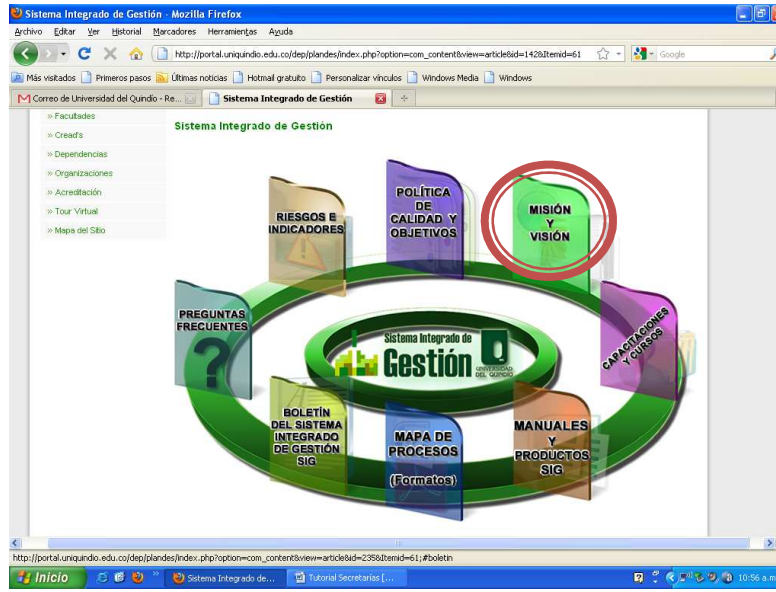 Sistema Integrado de Gestión - Mozilla Firefox
Archivo Editar Ver Historial Marcadores Herramientas Ayuda
http://portal.uniquindio.edu.co/dep/plandes/index.php?option=com_content&view=article&id=142&Itemid=61
Google
Más visitados Primeros pasos Últimas noticias Hotmail gratuito Personalizar vínculos Windows Media Windows
Correo de Universidad del Quindío - Re...
Sistema Integrado de Gestión
» Facultades
» Cread's
» Dependencias
» Organizaciones
» Acreditación
» Tour Virtual
» Mapa del Sitio
Sistema Integrado de Gestión
POLÍTICA
DE
CALIDAD Y
OBJETIVOS
MISIÓN
Y
VISIÓN
RIESGOS E
INDICADORES
PREGUNTAS
FRECUENTES
?
CAPACITACIONES
Y CURSOS
Sistema Integrado de
Gestión
UNIVERSIDAD
DEL QUINDÍO
BOLETÍN
DEL SISTEMA
INTEGRADO
DE GESTIÓN
SIG
MAPA DE
PROCESOS
(Formatos)
MANUALES
Y
PRODUCTOS
SIG
http://portal.uniquindio.edu.co/dep/plandes/index.php?option=com_content&view=article&id=235&Itemid=61;#boletin
Inicio
Sistema Integrado de...
Tutorial Secretarias [...
10:56 a.m.